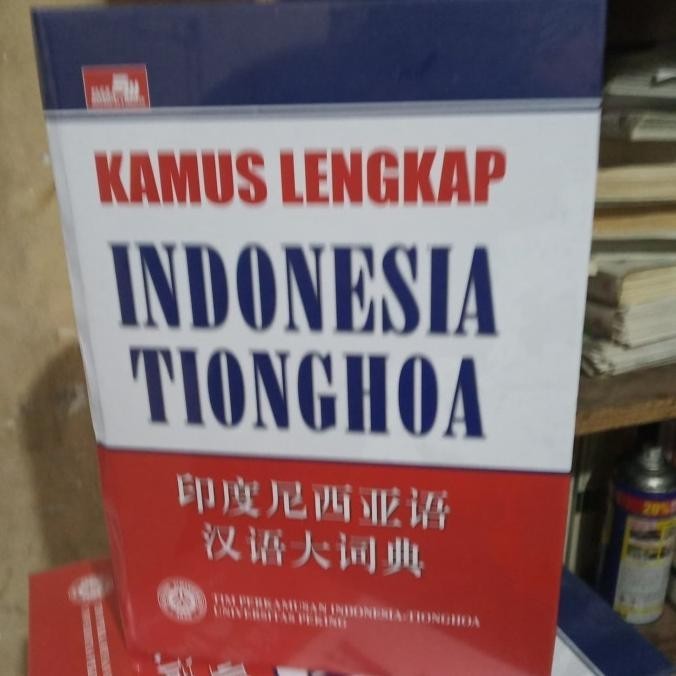 KAMUS LENGKAP
INDONESIA
TIONGHOA
印度尼西亚语
汉语大词典
TIM PERKAMUSAN INDONESIA-TIONGHOA
UNIVERSITAS PEKING
20%